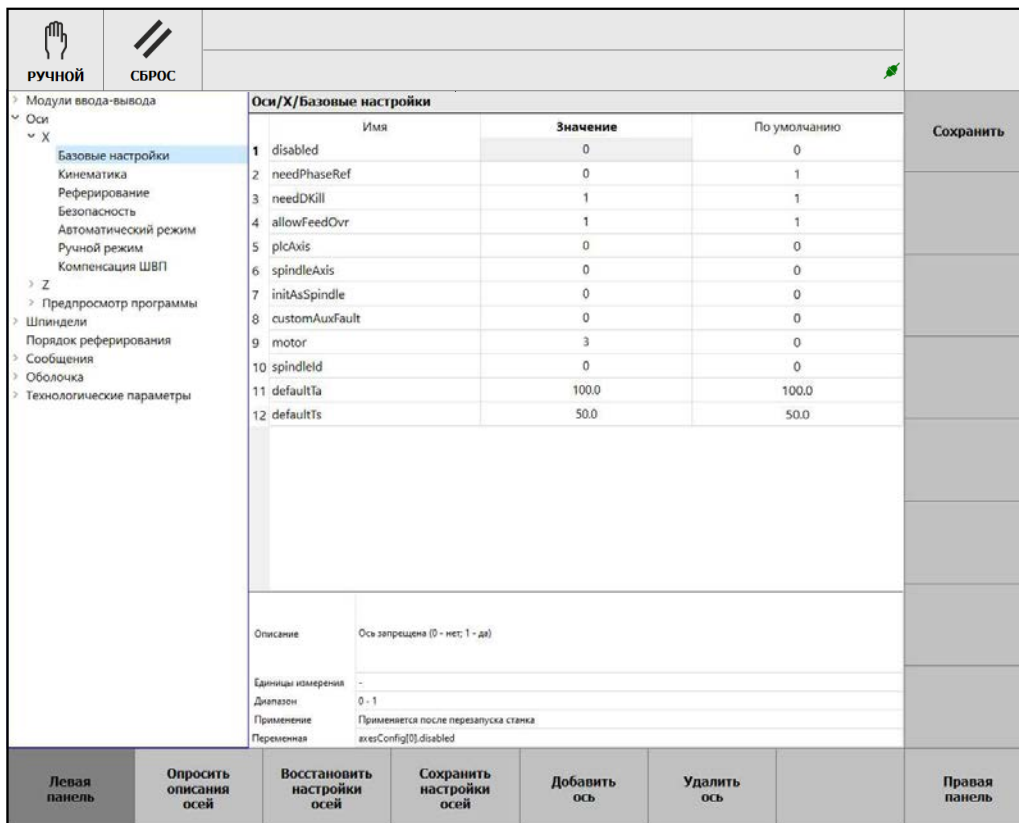 РУЧНОЙ
СБРОС
Модули ввода-вывода
Оси
X
Базовые настройки
Кинематика
Реферирование
Безопасность
Автоматический режим
Ручной режим
Компенсация ШВП
Z
Предпросмотр программы
Шпиндели
Порядок реферирования
Сообщения
Оболочка
Технологические параметры
Оси/X/Базовые настройки
Имя Значение По умолчанию
1 disabled 0 0
2 needPhaseRef 0 1
3 needDKill 1 1
4 allowFeedOvr 1 1
5 plcAxis 0 0
6 spindleAxis 0 0
7 initAsSpindle 0 0
8 customAuxFault 0 0
9 motor 3 0
10 spindleId 0 0
11 defaultTa 100.0 100.0
12 defaultTs 50.0 50.0
Описание Ось запрещена (0 - нет; 1 - да)
Единицы измерения -
Диапазон 0 - 1
Применение Применяется после перезапуска станка
Переменная axesConfig[0].disabled
Сохранить
Левая
панель
Опросить
описания
осей
Восстановить
настройки
осей
Сохранить
настройки
осей
Добавить
ось
Удалить
ось
Правая
панель